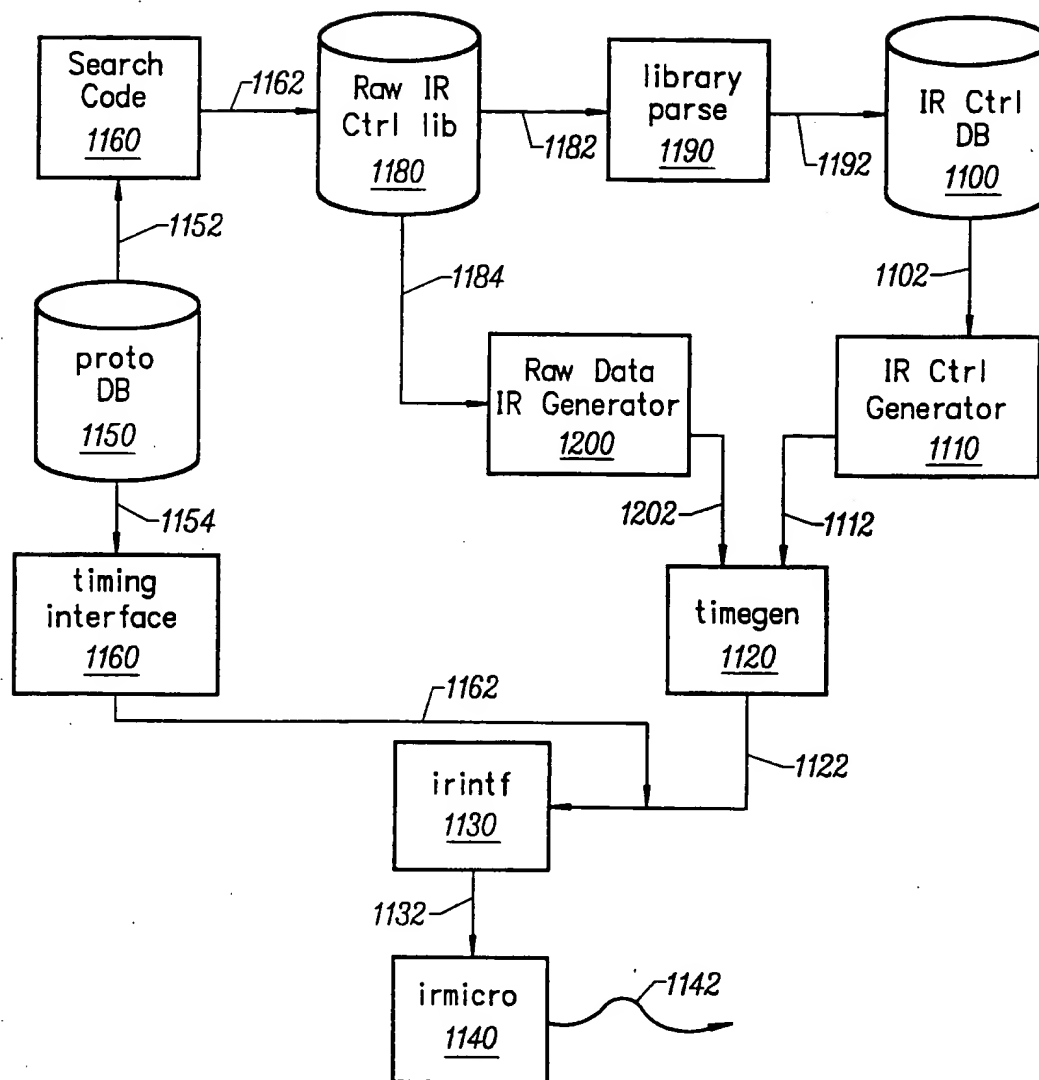 Search
Code
1160
1162
Raw IR
Ctrl lib
1180
1182
library
parse
1190
1192
IR Ctrl
DB
1100
1152
1184
1102
proto
DB
1150
Raw Data
IR Generator
1200
IR Ctrl
Generator
1110
1154
1202
1112
timing
interface
1160
timegen
1120
1162
1122
irintf
1130
1132
irmicro
1140
1142